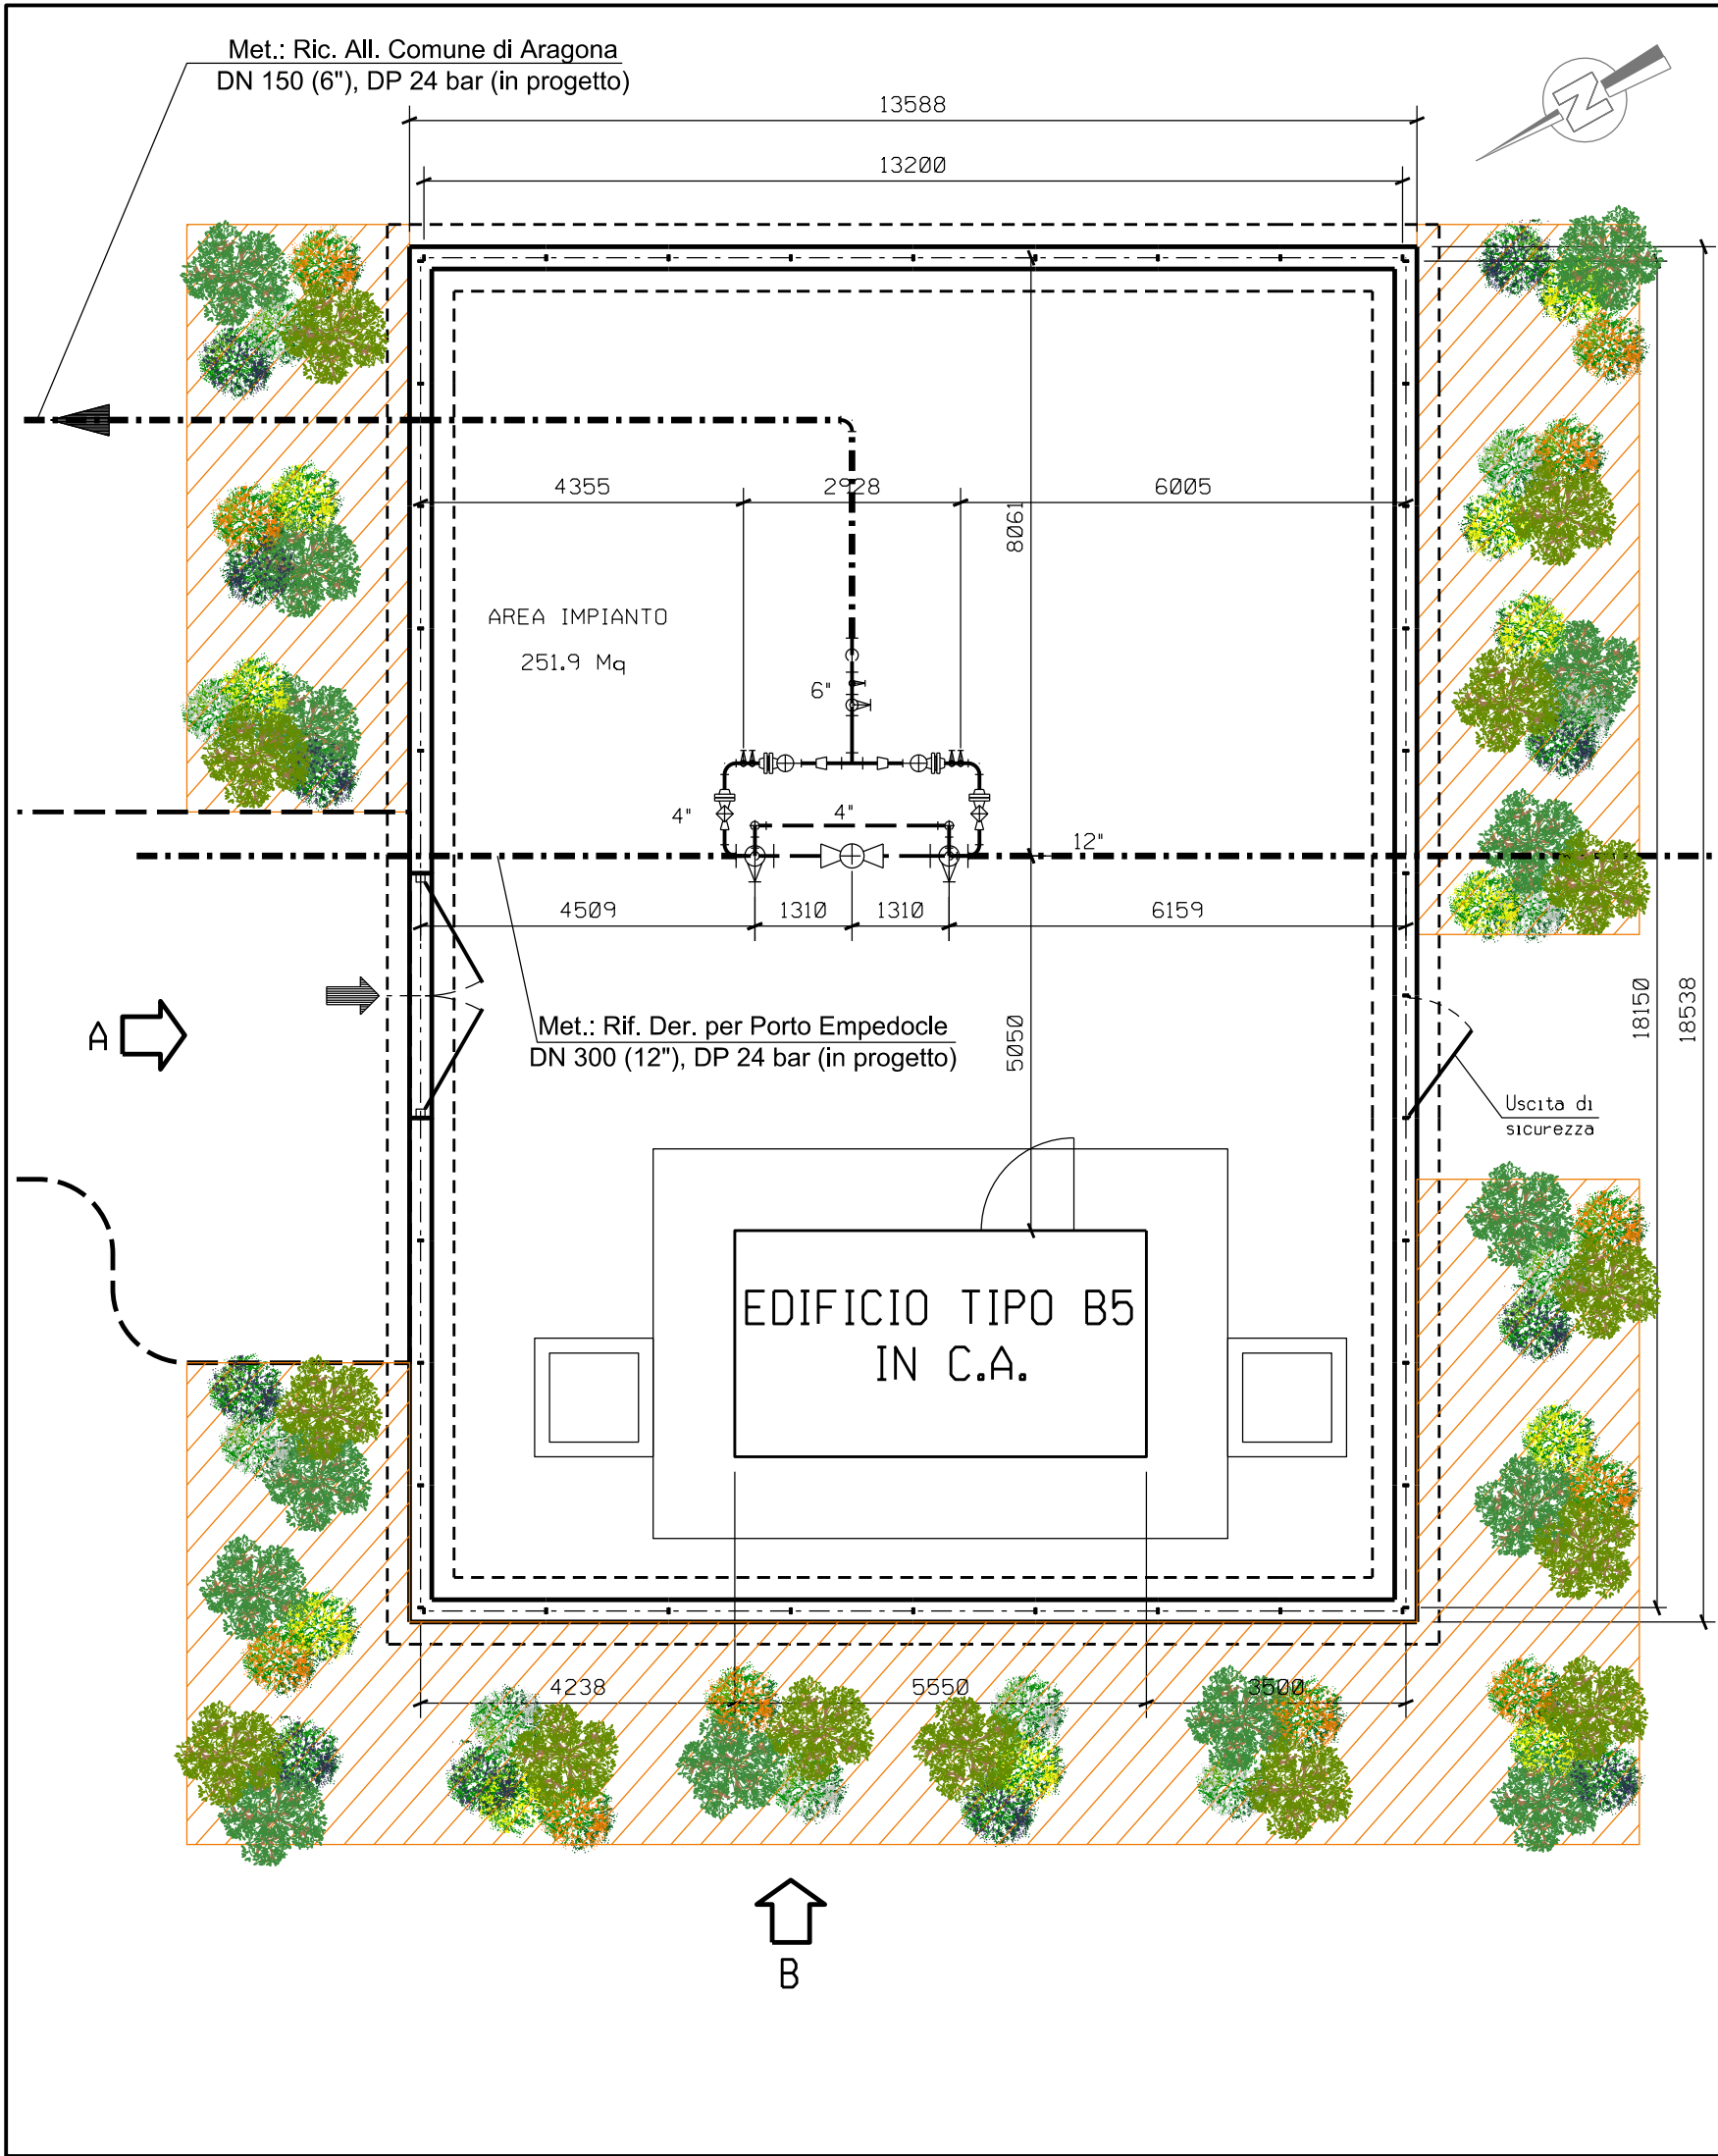 Met.: Ric. All. Comune di Aragona
DN 150 (6"), DP 24 bar (in progetto)
N
13588
13200
4355
2928
6005
8061
AREA IMPIANTO
251.9 Mq
6"
4"
4"
12"
4509
1310
1310
6159
A
Met.: Rif. Der. per Porto Empedocle
DN 300 (12"), DP 24 bar (in progetto)
5050
18150
18538
Uscita di
sicurezza
EDIFICIO TIPO B5
IN C.A.
4238
5550
3500
B